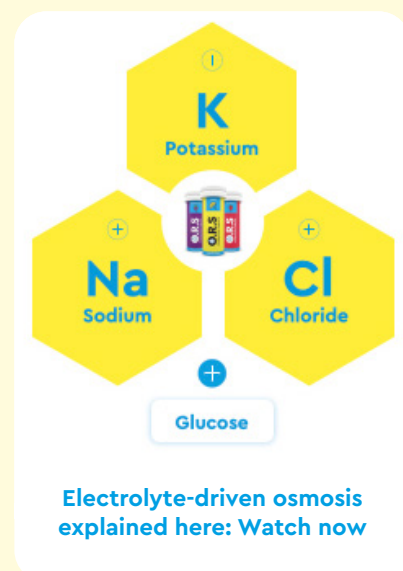 K
Potassium
O.R.S O.R.S O.R.S
+ +
Na Cl
Sodium Chloride
+
Glucose
Electrolyte-driven osmosis
explained here: Watch now